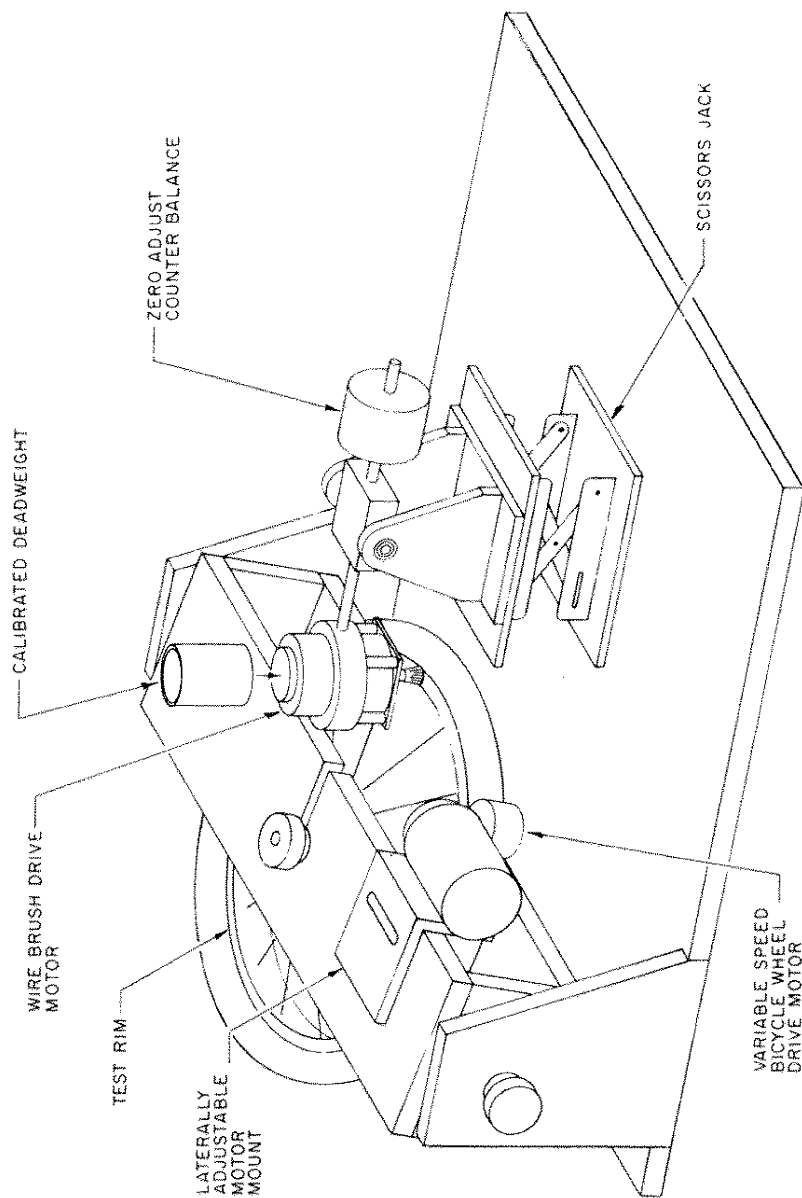 LATERALLY
ADJUSTABLE
MOTOR
MOUNT
TEST RIM
WIRE BRUSH DRIVE
MOTOR
CALIBRATED DEADWEIGHT
ZERO ADJUST
COUNTER BALANCE
VARIABLE SPEED
BICYCLE WHEEL
DRIVE MOTOR
SCISSORS JACK